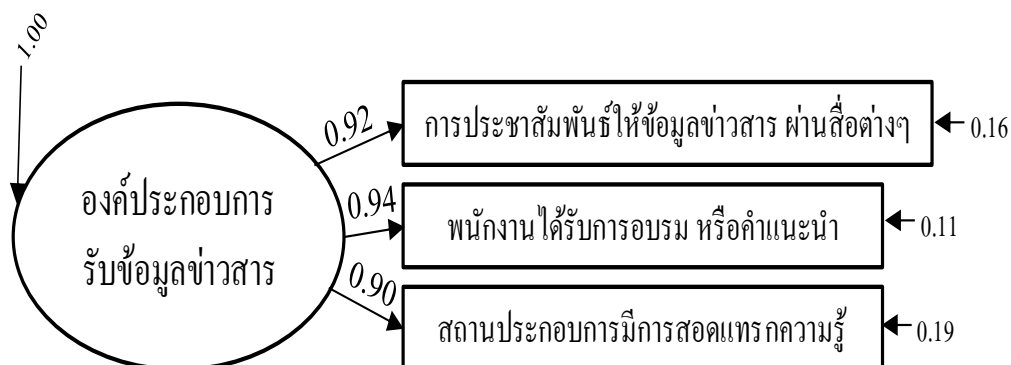 1.00
0.92
การประชาสัมพันธ์ให้ข้อมูลข่าวสาร ผ่านสื่อต่างๆ
0.16
องค์ประกอบการ
รับข้อมูลข่าวสาร
0.94
พนักงานได้รับการอบรม หรือคำแนะนำ
0.11
0.90
สถานประกอบการมีการสอดแทรกความรู้
0.19